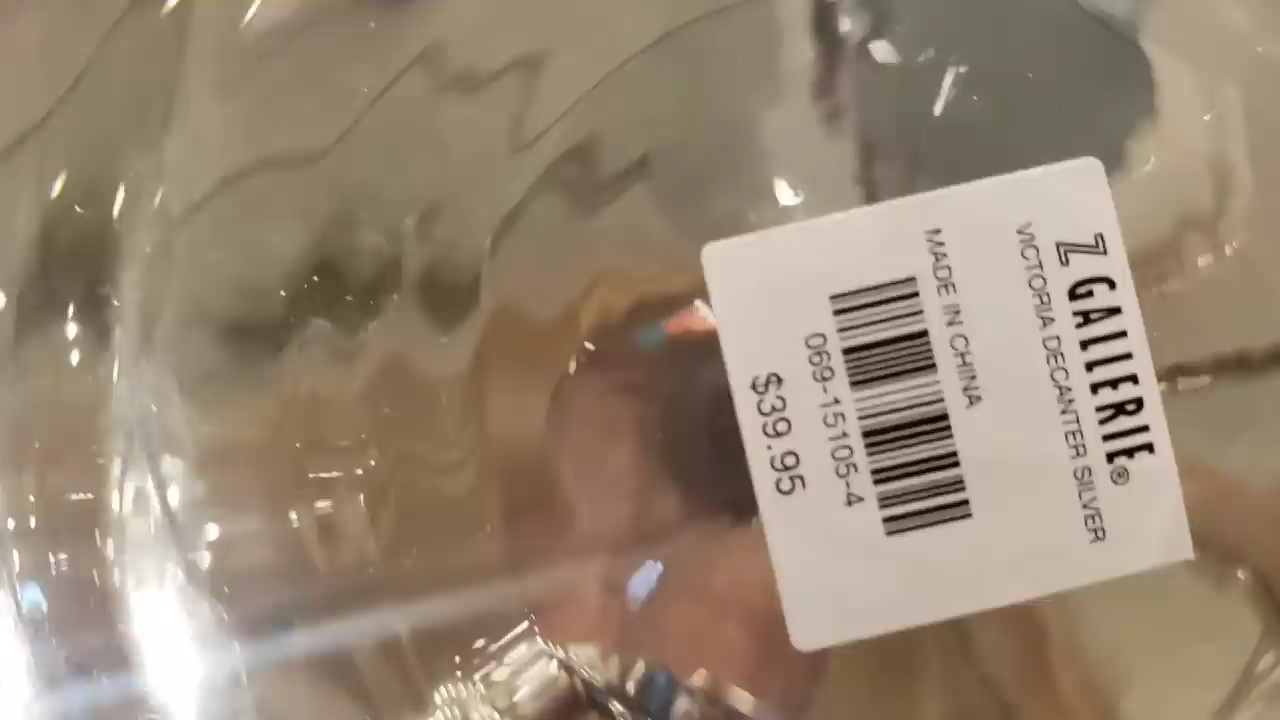 Z GALLERIE®
VICTORIA DECANTER SILVER
MADE IN CHINA
069-15105-4
$39.95